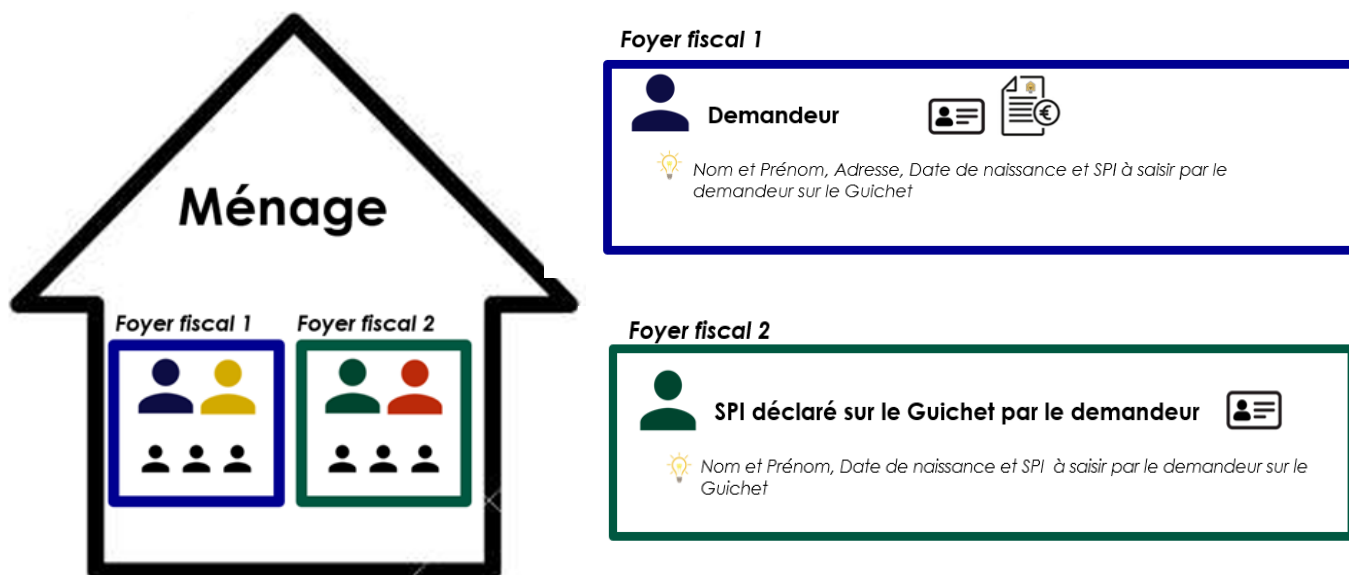 Ménage
Foyer fiscal 1
Foyer fiscal 2
Foyer fiscal 1
Demandeur
Nom et Prénom, Adresse, Date de naissance et SPI à saisir par le
demandeur sur le Guichet
Foyer fiscal 2
SPI déclaré sur le Guichet par le demandeur
Nom et Prénom, Date de naissance et SPI à saisir par le demandeur sur le
Guichet